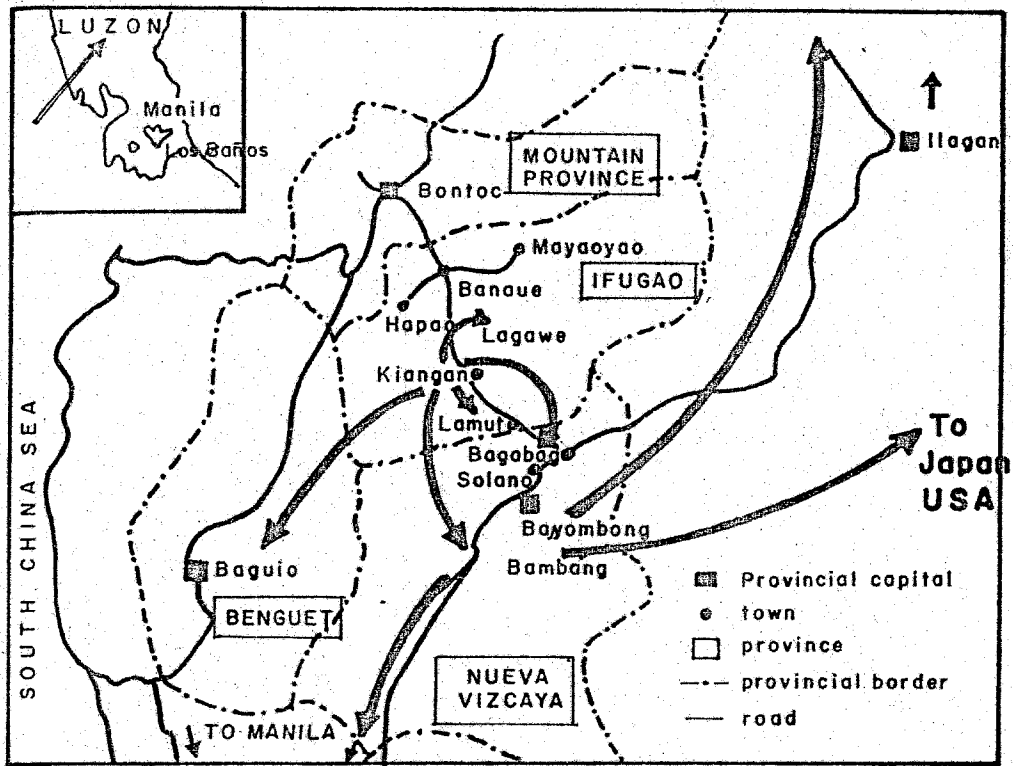 LUZON
Manila
Los Baños
MOUNTAIN
PROVINCE
Ilagan
Bontoc
Mayaoyao
IFUGAO
Banaue
Hapao
Lagawe
Kiangan
Lamut
Bagabag
Solano
Bayombong
Bambang
To
Japan
USA
SOUTH CHINA SEA
Baguio
BENGUET
NUEVA
VIZCAYA
TO MANILA
Provincial capital
town
province
provincial border
road